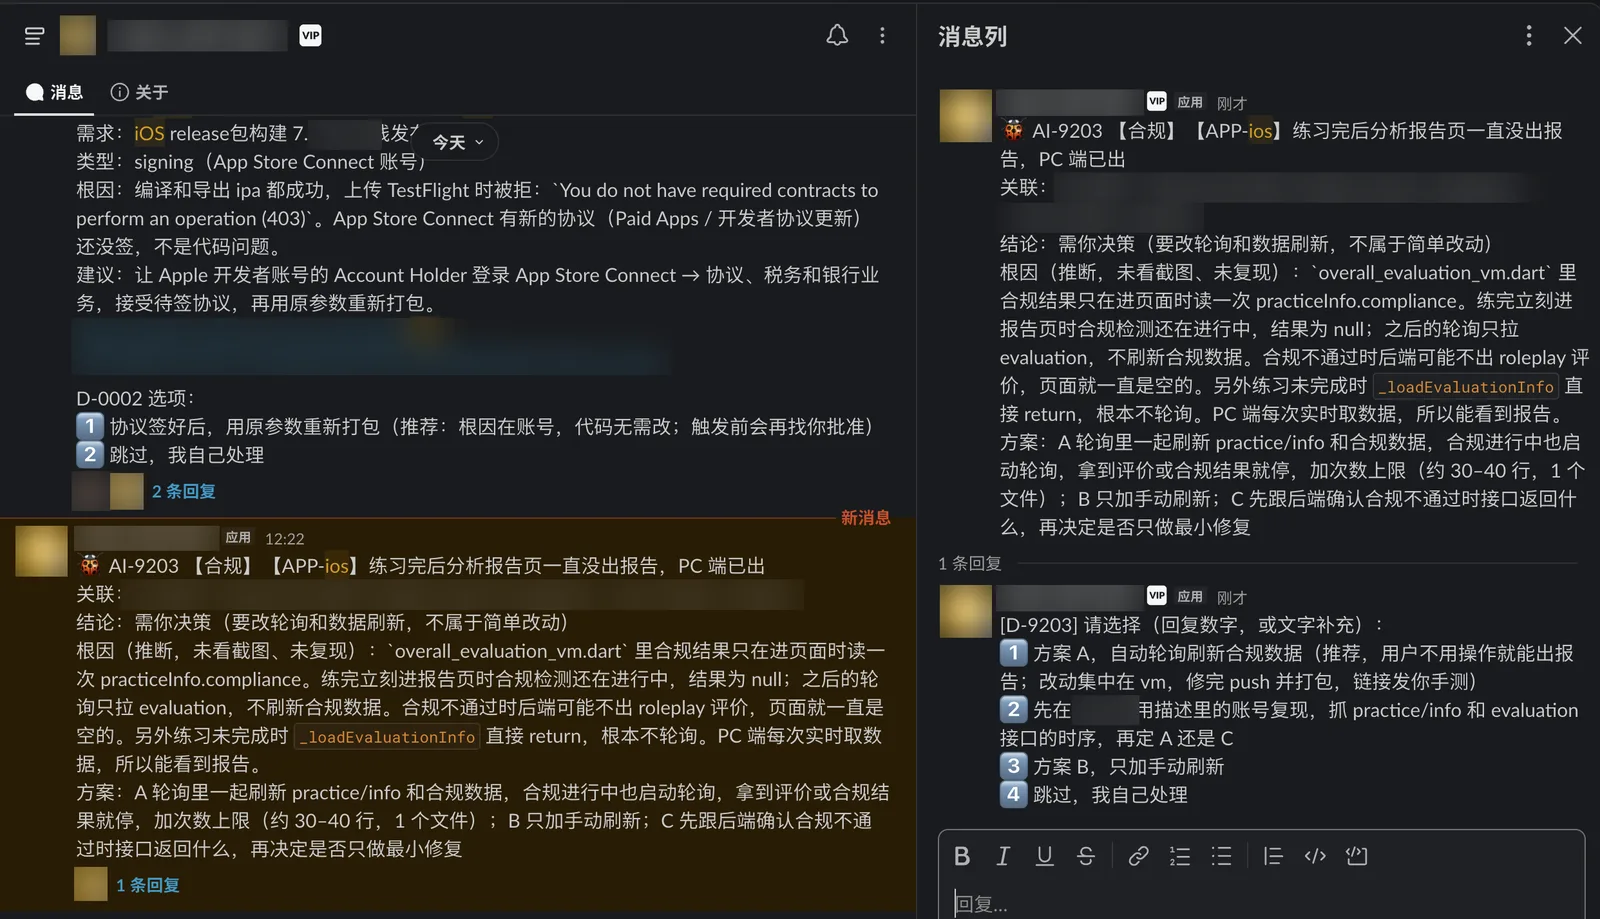 VIP
消息
关于
需求：iOS release包构建 7.
今天
类型：signing（App Store Connect 账号）
根因：编译和导出 ipa 都成功，上传 TestFlight 时被拒：`You do not have required contracts to
perform an operation (403)`。App Store Connect 有新的协议（Paid Apps / 开发者协议更新）
还没签，不是代码问题。
建议：让 Apple 开发者账号的 Account Holder 登录 App Store Connect → 协议、税务和银行业
务，接受待签协议，再用原参数重新打包。
D-0002 选项：
1 协议签好后，用原参数重新打包（推荐：根因在账号，代码无需改；触发前会再找你批准）
2 跳过，我自己处理
2 条回复
新消息
应用 12:22
AI-9203 【合规】【APP-ios】练习完后分析报告页一直没出报告，PC 端已出
关联：
结论：需你决策（要改轮询和数据刷新，不属于简单改动）
根因（推断，未看截图、未复现）：`overall_evaluation_vm.dart` 里合规结果只在进页面时读一
次 practiceInfo.compliance。练完立刻进报告页时合规检测还在进行中，结果为 null；之后的轮
询只拉 evaluation，不刷新合规数据。合规不通过时后端可能不出 roleplay 评价，页面就一直是
空的。另外练习未完成时 _loadEvaluationInfo 直接 return，根本不轮询。PC 端每次实时取数
据，所以能看到报告。
方案：A 轮询里一起刷新 practice/info 和合规数据，合规进行中也启动轮询，拿到评价或合规结
果就停，加次数上限（约 30–40 行，1 个文件）；B 只加手动刷新；C 先跟后端确认合规不通
过时接口返回什么，再决定是否只做最小修复
1 条回复
消息列
VIP 应用 刚才
AI-9203 【合规】【APP-ios】练习完后分析报告页一直没出报
告，PC 端已出
关联：
结论：需你决策（要改轮询和数据刷新，不属于简单改动）
根因（推断，未看截图、未复现）：`overall_evaluation_vm.dart` 里
合规结果只在进页面时读一次 practiceInfo.compliance。练完立刻进
报告页时合规检测还在进行中，结果为 null；之后的轮询只拉
evaluation，不刷新合规数据。合规不通过时后端可能不出 roleplay 评
价，页面就一直是空的。另外练习未完成时 _loadEvaluationInfo 直
接 return，根本不轮询。PC 端每次实时取数据，所以能看到报告。
方案：A 轮询里一起刷新 practice/info 和合规数据，合规进行中也启
动轮询，拿到评价或合规结果就停，加次数上限（约 30–40 行，1 个
文件）；B 只加手动刷新；C 先跟后端确认合规不通过时接口返回什
么，再决定是否只做最小修复
1 条回复
VIP 应用 刚才
[D-9203] 请选择（回复数字，或文字补充）：
1 方案 A，自动轮询刷新合规数据（推荐，用户不用操作就能出报
告；改动集中在 vm，修完 push 并打包，链接发你手测）
2 先在 用描述里的账号复现，抓 practice/info 和 evaluation
接口的时序，再定 A 还是 C
3 方案 B，只加手动刷新
4 跳过，我自己处理
回复...